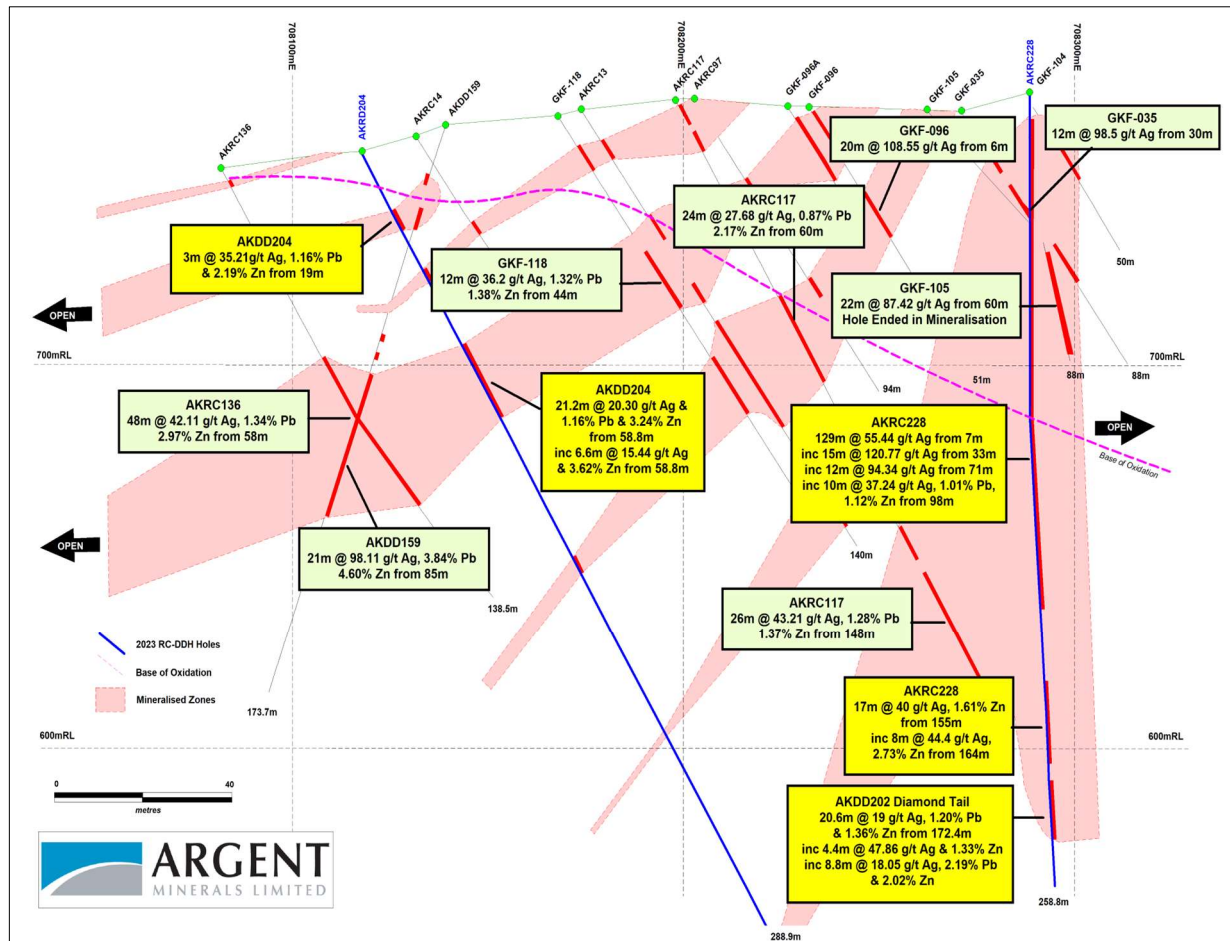 708100mE
708200mE
708300mE
AKRC136
AKRD204
AKRC14
AKDD159
GKF-118
AKRC13
AKRC117
AKRC97
GKF-096A
GKF-096
GKF-105
GKF-035
AKRC228
GKF-104
GKF-035
12m @ 98.5 g/t Ag from 30m
GKF-096
20m @ 108.55 g/t Ag from 6m
AKRC117
24m @ 27.68 g/t Ag, 0.87% Pb
2.17% Zn from 60m
AKDD204
3m @ 35.21g/t Ag, 1.16% Pb
& 2.19% Zn from 19m
GKF-118
12m @ 36.2 g/t Ag, 1.32% Pb
1.38% Zn from 44m
50m
GKF-105
22m @ 87.42 g/t Ag from 60m
Hole Ended in Mineralisation
OPEN
700mRL
700mRL
94m
51m
88m
88m
AKRC136
48m @ 42.11 g/t Ag, 1.34% Pb
2.97% Zn from 58m
AKDD204
21.2m @ 20.30 g/t Ag &
1.16% Pb & 3.24% Zn
from 58.8m
inc 6.6m @ 15.44 g/t Ag
& 3.62% Zn from 58.8m
AKRC228
129m @ 55.44 g/t Ag from 7m
inc 15m @ 120.77 g/t Ag from 33m
inc 12m @ 94.34 g/t Ag from 71m
inc 10m @ 37.24 g/t Ag, 1.01% Pb,
1.12% Zn from 98m
OPEN
Base of Oxidation
OPEN
AKDD159
21m @ 98.11 g/t Ag, 3.84% Pb
4.60% Zn from 85m
140m
138.5m
AKRC117
26m @ 43.21 g/t Ag, 1.28% Pb
1.37% Zn from 148m
2023 RC-DDH Holes
Base of Oxidation
Mineralised Zones
173.7m
AKRC228
17m @ 40 g/t Ag, 1.61% Zn
from 155m
inc 8m @ 44.4 g/t Ag,
2.73% Zn from 164m
600mRL
600mRL
0 40
metres
AKDD202 Diamond Tail
20.6m @ 19 g/t Ag, 1.20% Pb
& 1.36% Zn from 172.4m
inc 4.4m @ 47.86 g/t Ag & 1.33% Zn
inc 8.8m @ 18.05 g/t Ag, 2.19% Pb
& 2.02% Zn
ARGENT
MINERALS LIMITED
258.8m
288.9m